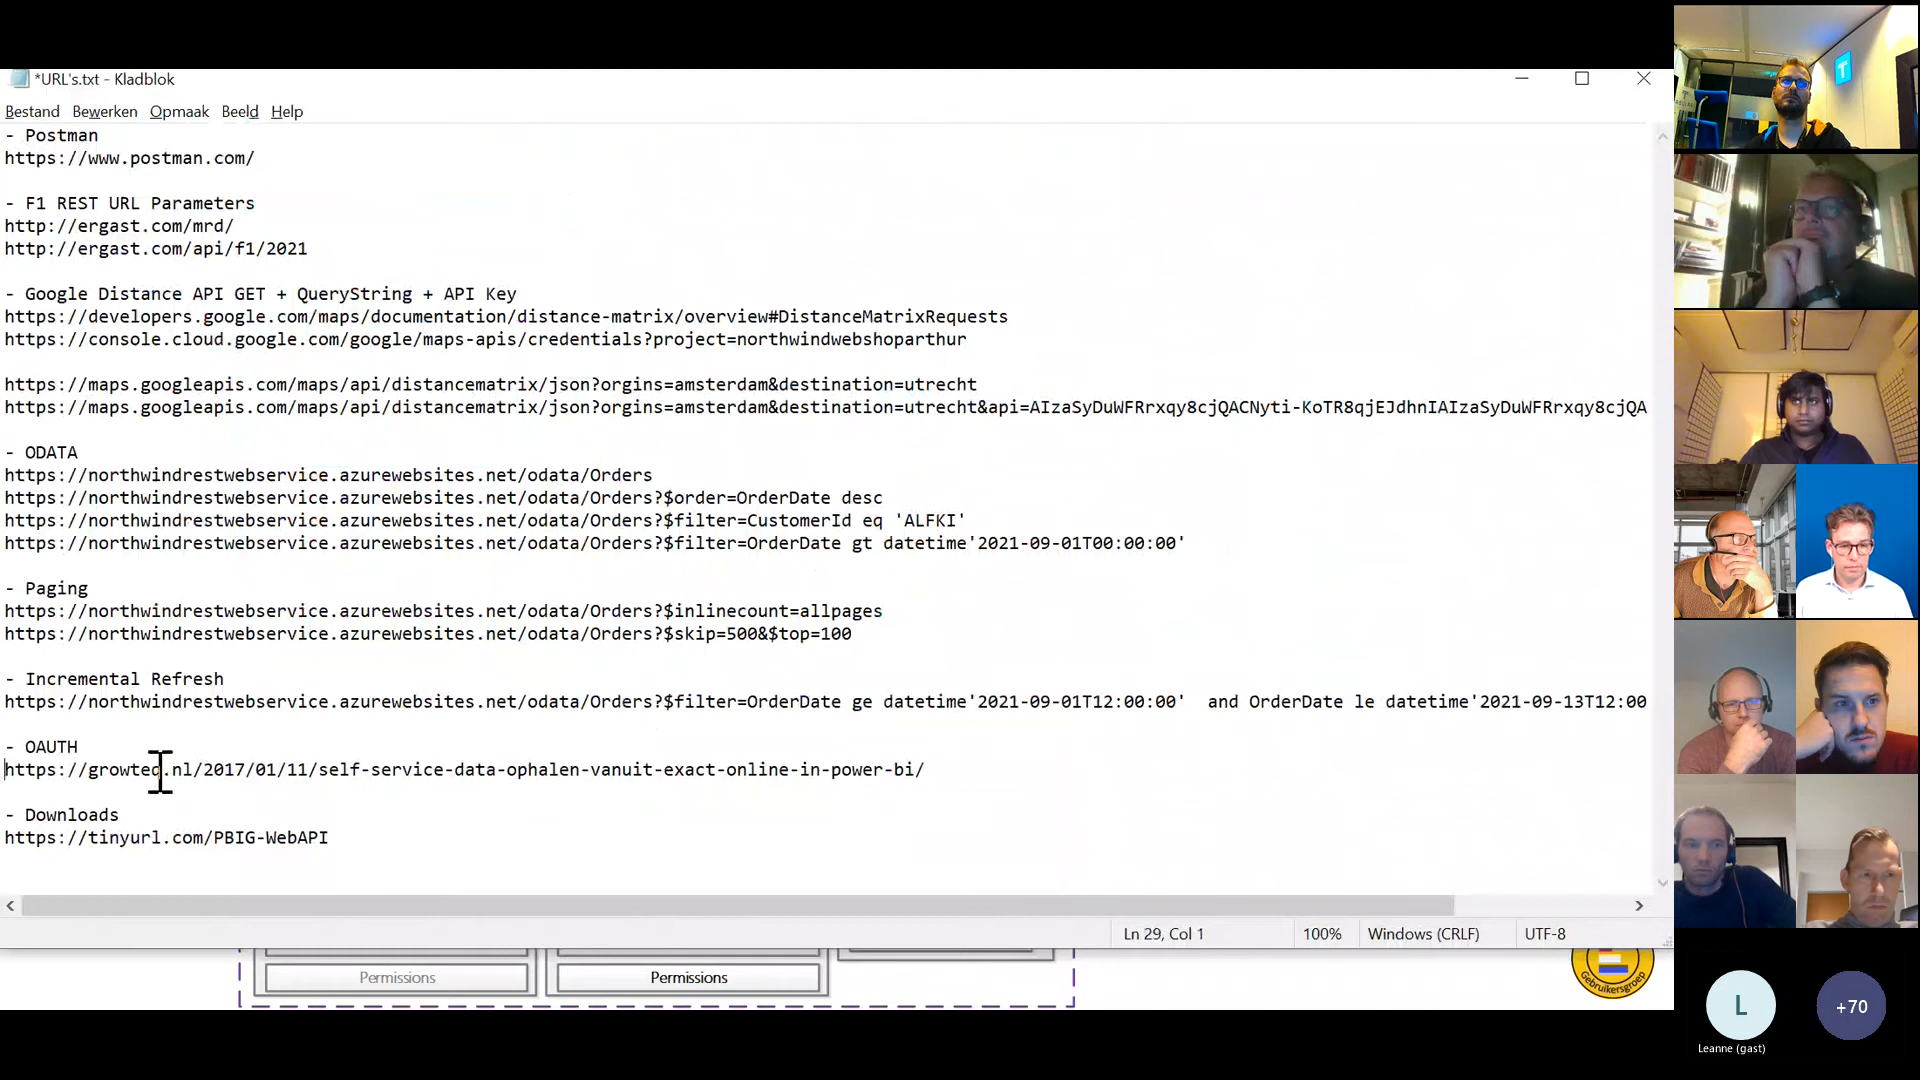 *URL's.txt - Kladblok
Bestand Bewerken Opmaak Beeld Help
- Postman
https://www.postman.com/
- F1 REST URL Parameters
http://ergast.com/mrd/
http://ergast.com/api/f1/2021
- Google Distance API GET + QueryString + API Key
https://developers.google.com/maps/documentation/distance-matrix/overview#DistanceMatrixRequests
https://console.cloud.google.com/google/maps-apis/credentials?project=northwindwebshoparthur
https://maps.googleapis.com/maps/api/distancematrix/json?orgins=amsterdam&destination=utrecht
https://maps.googleapis.com/maps/api/distancematrix/json?orgins=amsterdam&destination=utrecht&api=AIzaSyDuWFRrxqy8cjQACNyti-KoTR8qjEJdhnIAIzaSyDuWFRrxqy8cjQA
- ODATA
https://northwindrestwebservice.azurewebsites.net/odata/Orders
https://northwindrestwebservice.azurewebsites.net/odata/Orders?$order=OrderDate desc
https://northwindrestwebservice.azurewebsites.net/odata/Orders?$filter=CustomerId eq 'ALFKI'
https://northwindrestwebservice.azurewebsites.net/odata/Orders?$filter=OrderDate gt datetime'2021-09-01T00:00:00'
- Paging
https://northwindrestwebservice.azurewebsites.net/odata/Orders?$inlinecount=allpages
https://northwindrestwebservice.azurewebsites.net/odata/Orders?$skip=500&$top=100
- Incremental Refresh
https://northwindrestwebservice.azurewebsites.net/odata/Orders?$filter=OrderDate ge datetime'2021-09-01T12:00:00'  and OrderDate le datetime'2021-09-13T12:00
- OAUTH
https://growteq.nl/2017/01/11/self-service-data-ophalen-vanuit-exact-online-in-power-bi/
- Downloads
https://tinyurl.com/PBIG-WebAPI
Ln 29, Col 1 100% Windows (CRLF) UTF-8
Permissions Permissions
Gebruikersgroep
L +70
Leanne (gast)